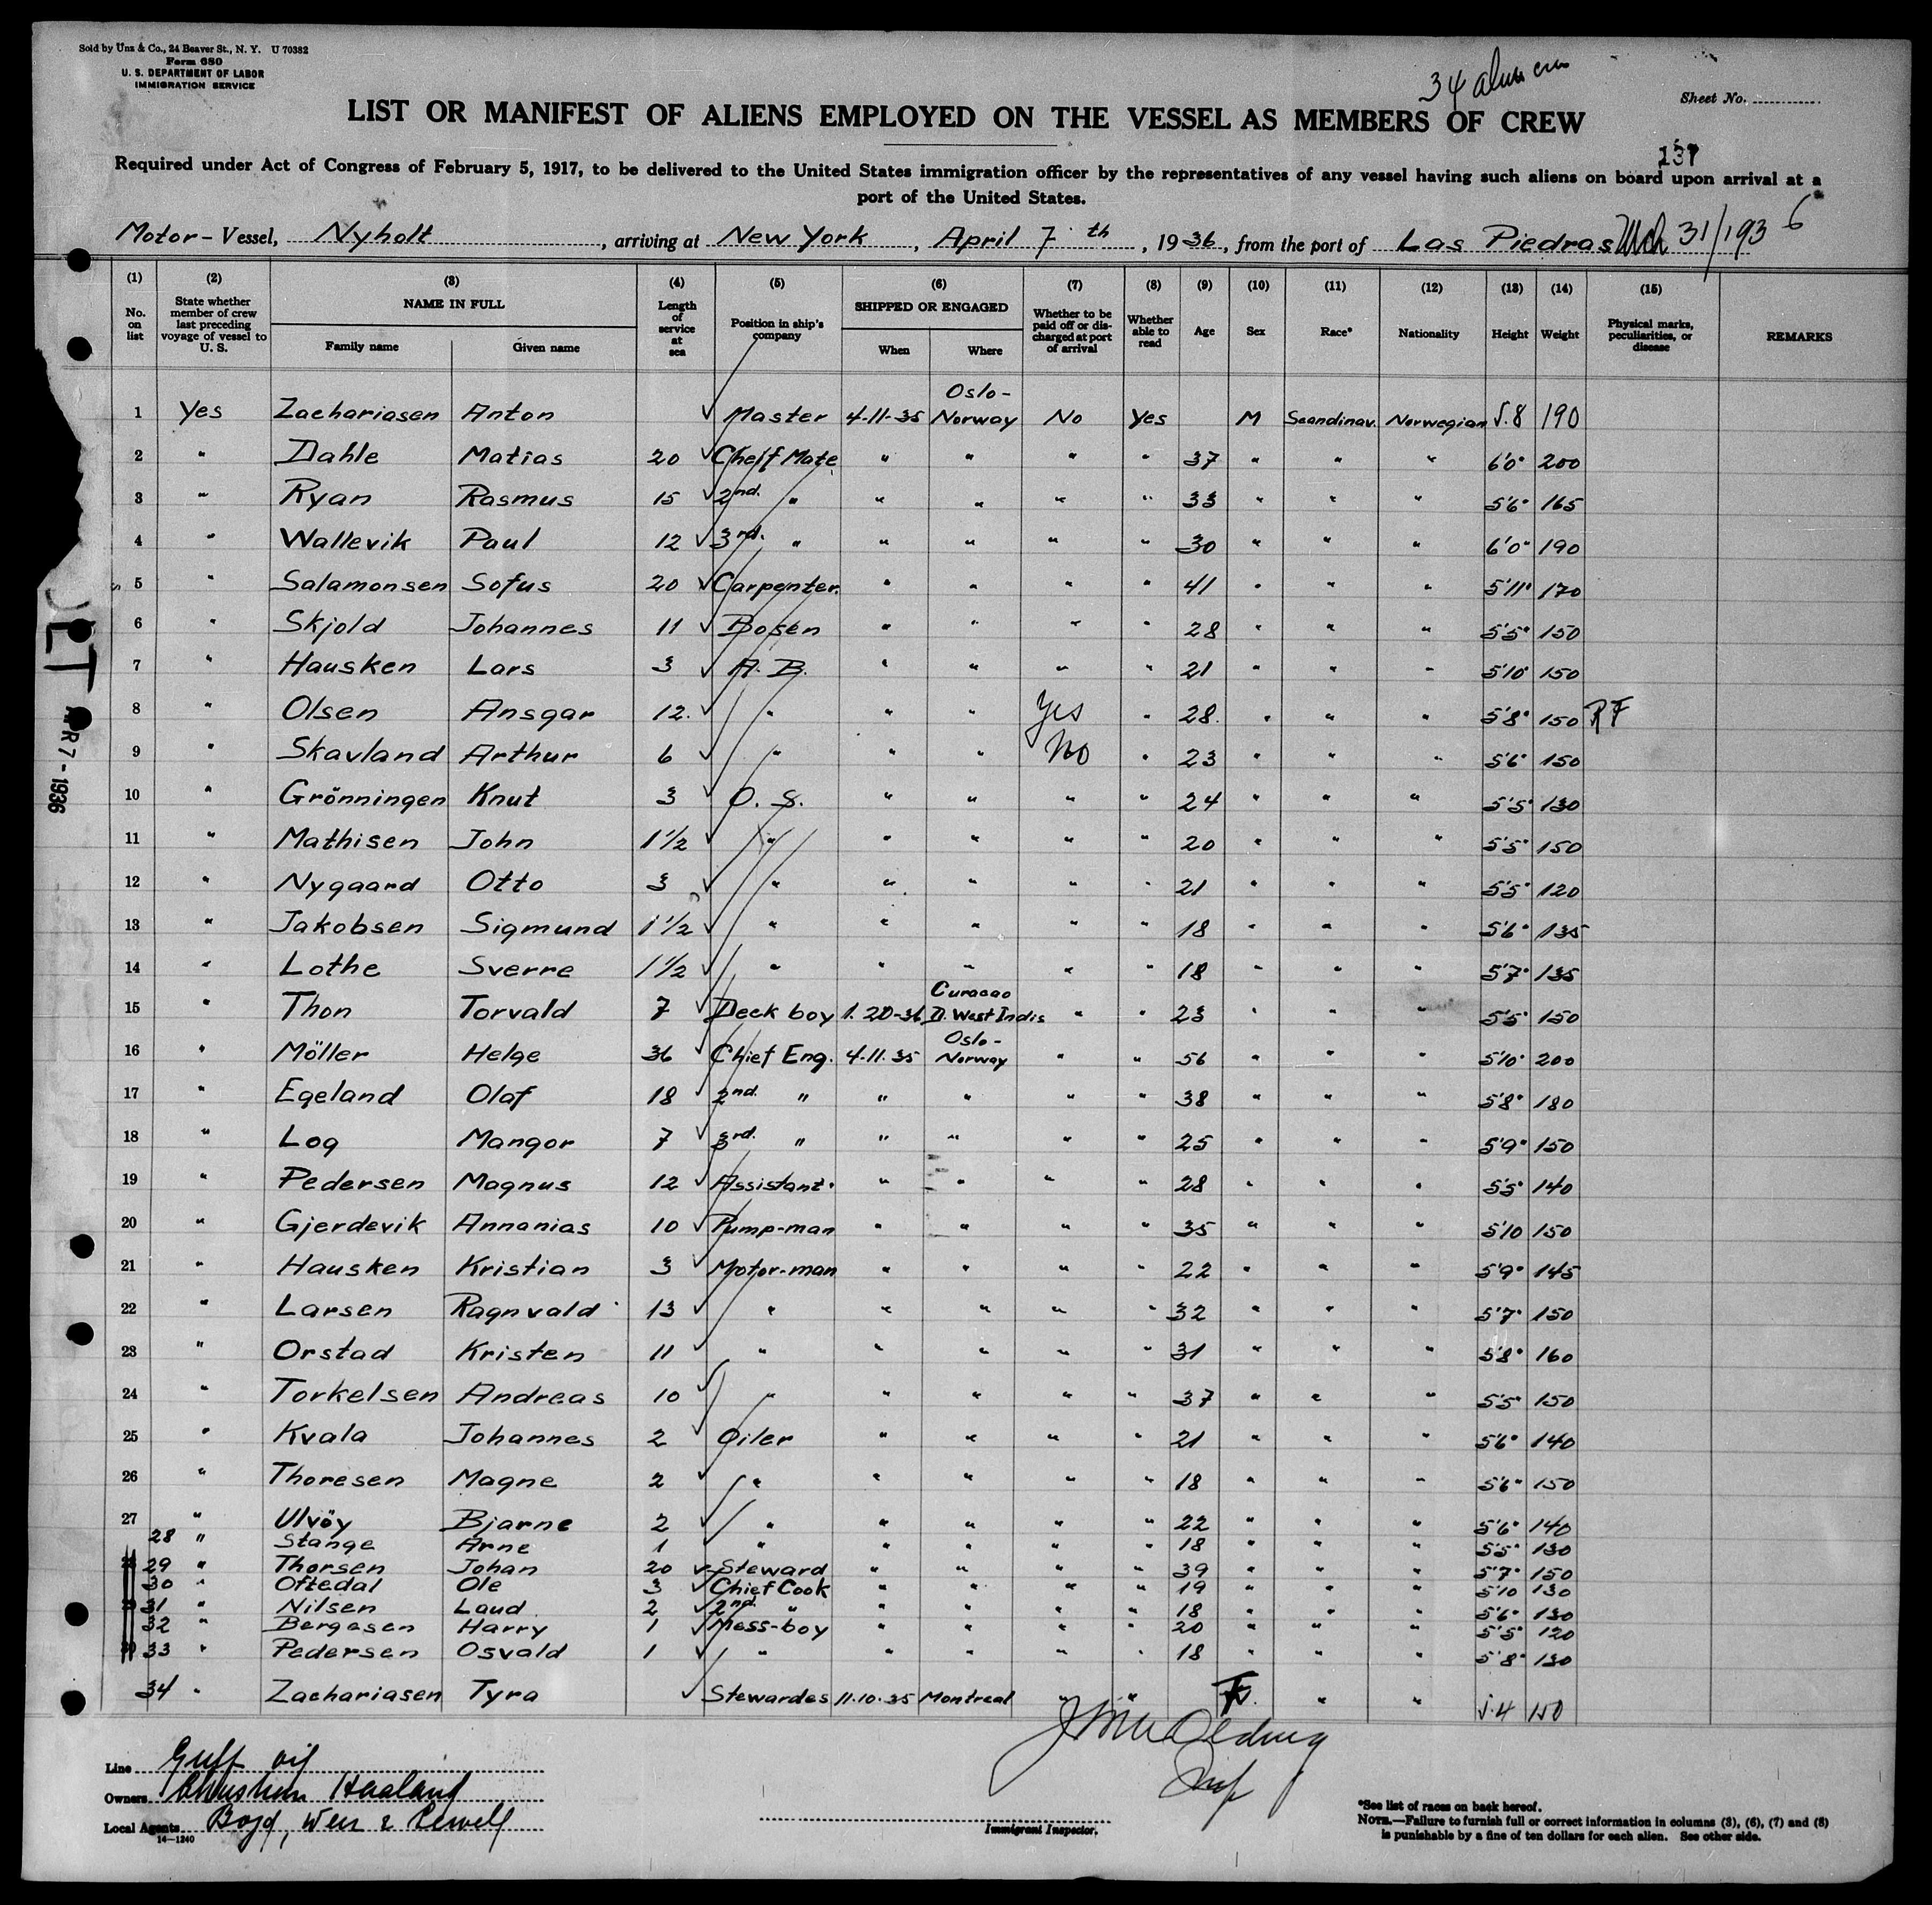 Sold by Unz & Co., 24 Beaver St., N. Y. U 70382
Form 680
U. S. DEPARTMENT OF LABOR
IMMIGRATION SERVICE
34 alien crew
Sheet No.
LIST OR MANIFEST OF ALIENS EMPLOYED ON THE VESSEL AS MEMBERS OF CREW
137
Required under Act of Congress of February 5, 1917, to be delivered to the United States immigration officer by the representatives of any vessel having such aliens on board upon arrival at a
port of the United States.
Motor-Vessel, Nyholt, arriving at New York, April 7th, 1936, from the port of Las Piedras Mch 31/1936
(1) (2) (3) (4) (5) (6) (7) (8) (9) (10) (11) (12) (13) (14) (15)
No. on list State whether member of crew last preceding voyage of vessel to U. S. NAME IN FULL Family name Given name Length of service at sea Position in ship's company SHIPPED OR ENGAGED When Where Whether to be paid off or discharged at port of arrival Whether able to read Age Sex Race* Nationality Height Weight Physical marks, peculiarities, or disease REMARKS
1 Yes Zachariasen Anton Master 4-11-35 Oslo-Norway No Yes M Scandinav. Norwegian 5.8 190
2 " Dahle Matias 20 Cheif Mate " " " " 37 " " " 6'0" 200
3 " Ryan Rasmus 15 2nd. " " " " " 33 " " " 5'6" 165
4 " Wallevik Paul 12 3rd. " " " " " 30 " " " 6'0" 190
5 " Salamonsen Sofus 20 Carpenter. " " " " 41 " " " 5'11" 170
6 " Skjold Johannes 11 Bosen " " " " 28 " " " 5'5" 150
7 " Hausken Lars 3 A. B. " " " " 21 " " " 5'10" 150
8 " Olsen Ansgar 12. " " " Yes " 28. " " " 5'8" 150 PF
9 " Skavland Arthur 6 " " " No " 23 " " " 5'6" 150
10 " Grönningen Knut 3 O. S. " " " " 24 " " " 5'5" 130
11 " Mathisen John 1 1/2 " " " " " 20 " " " 5'5" 150
12 " Nygaard Otto 3 " " " " " 21 " " " 5'5" 120
13 " Jakobsen Sigmund 1 1/2 " " " " " 18 " " " 5'6" 135
14 " Lothe Sverre 1 1/2 " " " " " 18 " " " 5'7" 135
15 " Thon Torvald 7 Deck boy 1. 20-36 Curacao D. West Indis " " 23 " " " 5'5" 150
16 " Möller Helge 36 Chief Eng. 4-11. 35 Oslo-Norway " " 56 " " " 5'10" 200
17 " Egeland Olaf 18 2nd. " " " " " 38 " " " 5'8" 180
18 " Log Mangor 7 3rd. " " " " " 25 " " " 5'9" 150
19 " Pedersen Magnus 12 Assistant. " " " " 28 " " " 5'5" 140
20 " Gjerdevik Annanias 10 Pump-man " " " " 35 " " " 5'10 150
21 " Hausken Kristian 3 Motor-man " " " " 22 " " " 5'9" 145
22 " Larsen Ragnvald 13 " " " " " 32 " " " 5'7" 150
23 " Orstad Kristen 11 " " " " " 31 " " " 5'8" 160
24 " Torkelsen Andreas 10 " " " " " 37 " " " 5'5" 150
25 " Kvala Johannes 2 Oiler " " " " 21 " " " 5'6" 140
26 " Thoresen Magne 2 " " " " " 18 " " " 5'6" 150
27 " Ulvöy Bjarne 2 " " " " " 22 " " " 5'6" 140
28 " Stange Arne 1 " " " " " 18 " " " 5'5" 130
29 " Thorsen Johan 20 Steward " " " " 39 " " " 5'7" 150
30 " Oftedal Ole 3 Chief Cook " " " " 19 " " " 5'10 130
31 " Nilsen Laud 2 2nd. " " " " " 18 " " " 5'6" 130
32 " Bergesen Harry 1 Mess-boy " " " " 20 " " " 5'5" 120
33 " Pedersen Osvald 1 " " " " " 18 " " " 5'8" 130
34 " Zachariasen Tyra Stewardes 11-10-35 Montreal " " F. " " 5.4 150
7 - 1936
Line Gulf oil
Owners Christian Haaland
Local Agents Boyd, Weir & Sewell
14-1240
Immigrant Inspector.
*See list of races on back hereof.
NOTE.—Failure to furnish full or correct information in columns (3), (6), (7) and (8)
is punishable by a fine of ten dollars for each alien. See other side.